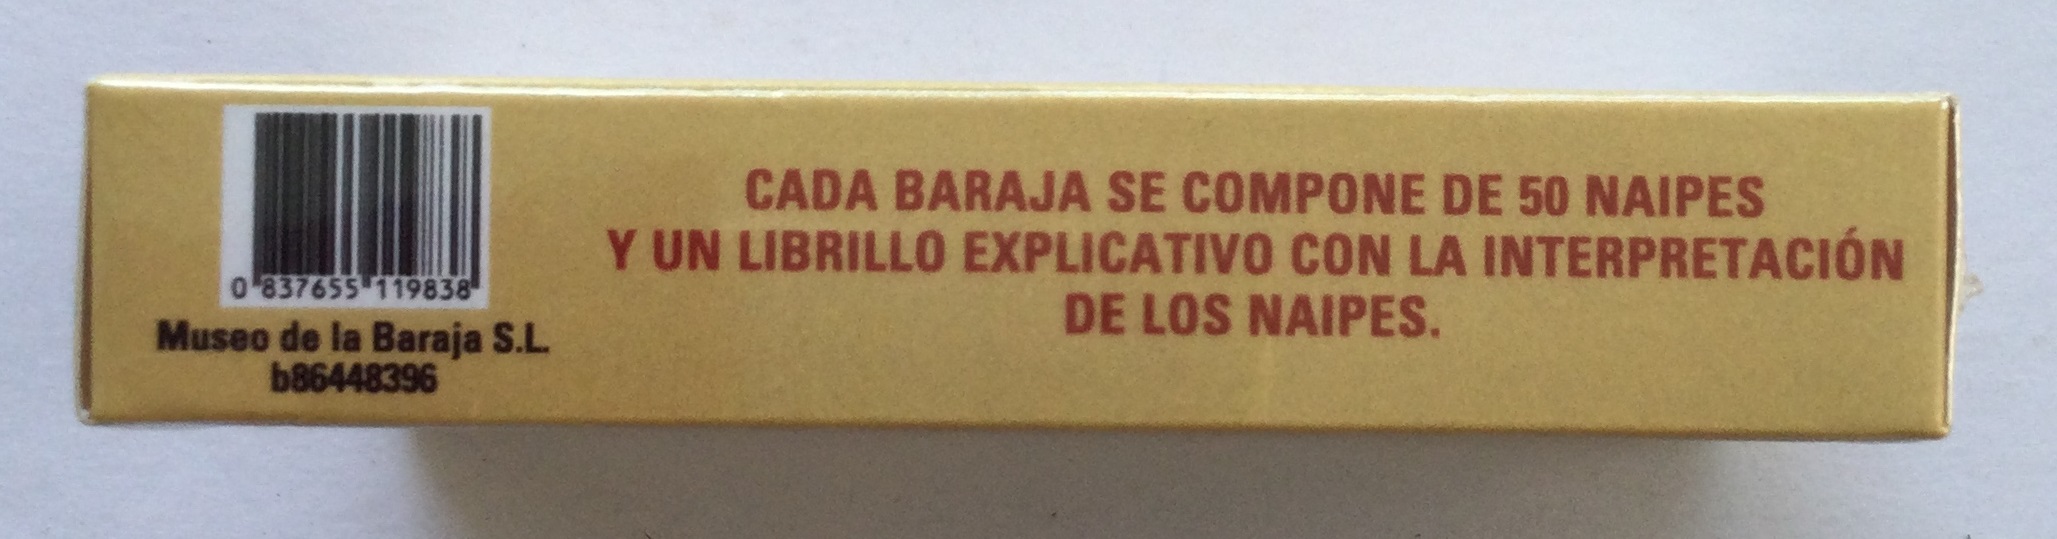 0 837655 119838
Museo de la Baraja S.L.
b86448396
CADA BARAJA SE COMPONE DE 50 NAIPES
Y UN LIBRILLO EXPLICATIVO CON LA INTERPRETACIÓN
DE LOS NAIPES.